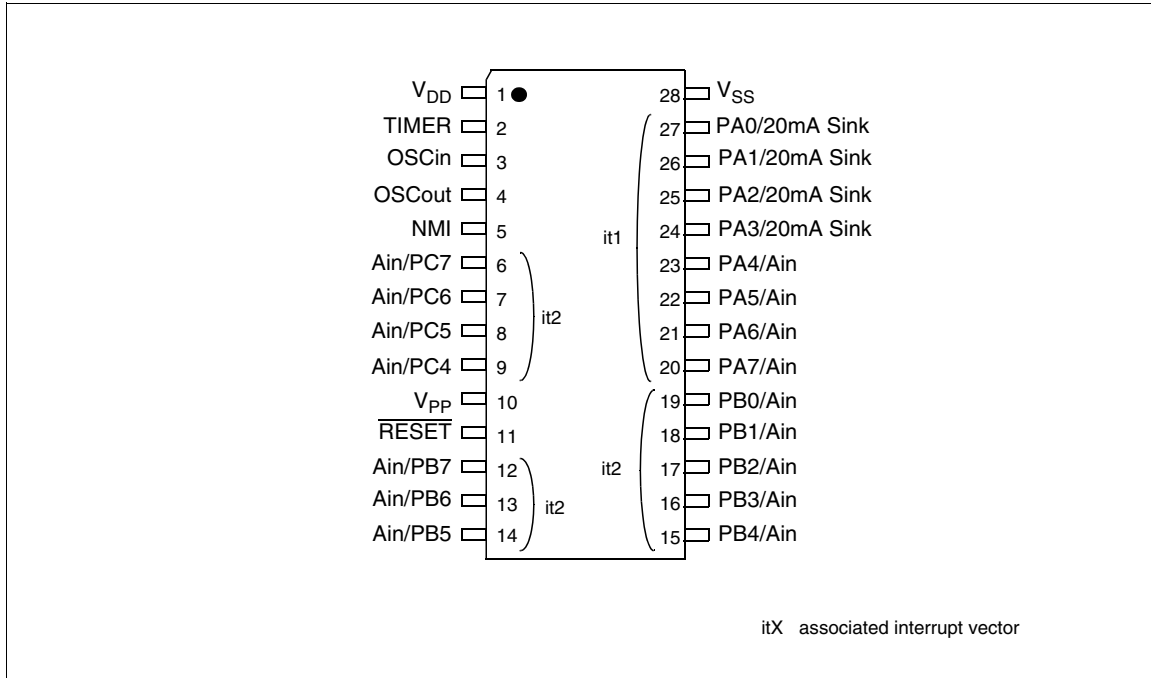 VDD 1 28 VSS
TIMER 2 27 PA0/20mA Sink
OSCin 3 26 PA1/20mA Sink
OSCout 4 25 PA2/20mA Sink
NMI 5 it1 24 PA3/20mA Sink
Ain/PC7 6 23 PA4/Ain
Ain/PC6 7 it2 22 PA5/Ain
Ain/PC5 8 21 PA6/Ain
Ain/PC4 9 20 PA7/Ain
VPP 10 19 PB0/Ain
RESET 11 18 PB1/Ain
Ain/PB7 12 it2 17 PB2/Ain
Ain/PB6 13 it2 16 PB3/Ain
Ain/PB5 14 15 PB4/Ain
itX associated interrupt vector